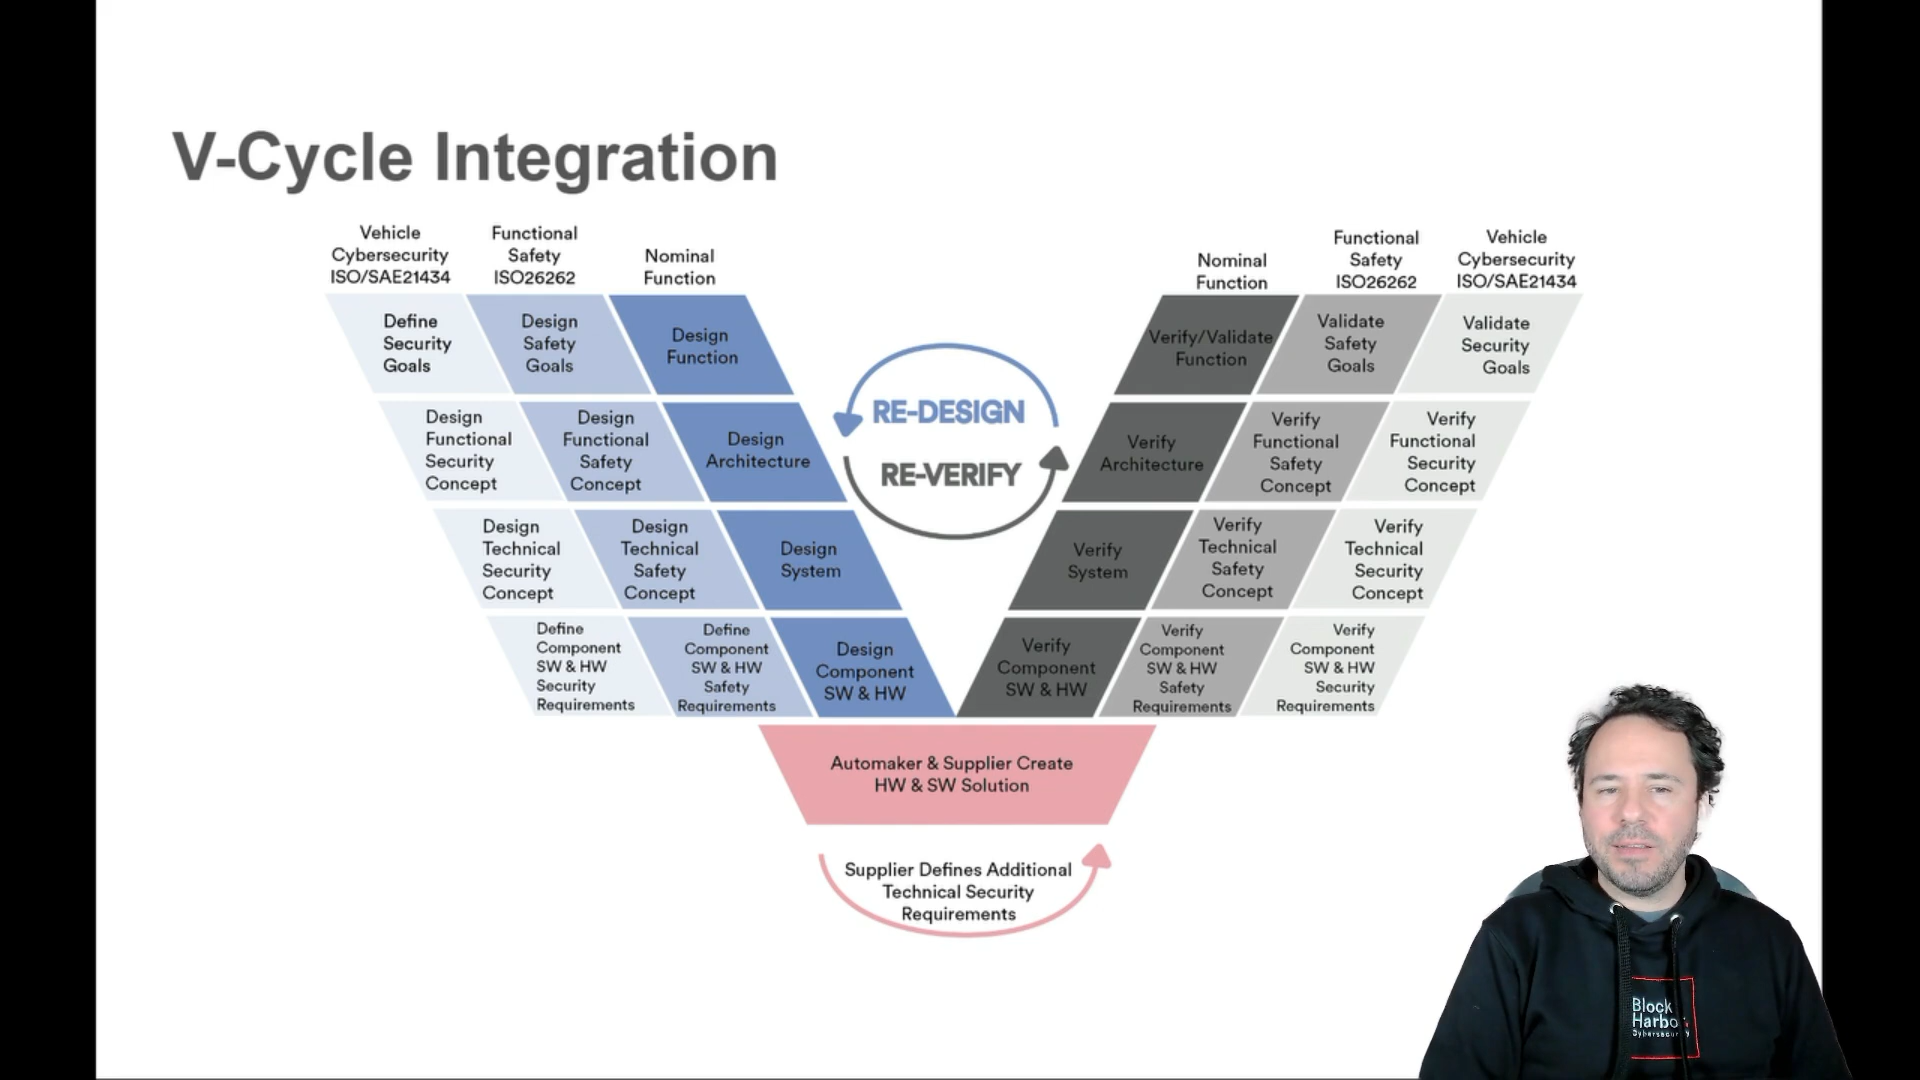 V-Cycle Integration
Vehicle
Cybersecurity
ISO/SAE21434
Functional
Safety
ISO26262
Nominal
Function
Nominal
Function
Functional
Safety
ISO26262
Vehicle
Cybersecurity
ISO/SAE21434
Define
Security
Goals
Design
Safety
Goals
Design
Function
Verify/Validate
Function
Validate
Safety
Goals
Validate
Security
Goals
RE-DESIGN
RE-VERIFY
Design
Functional
Security
Concept
Design
Functional
Safety
Concept
Design
Architecture
Verify
Architecture
Verify
Functional
Safety
Concept
Verify
Functional
Security
Concept
Design
Technical
Security
Concept
Design
Technical
Safety
Concept
Design
System
Verify
System
Verify
Technical
Safety
Concept
Verify
Technical
Security
Concept
Define
Component
SW & HW
Security
Requirements
Define
Component
SW & HW
Safety
Requirements
Design
Component
SW & HW
Verify
Component
SW & HW
Verify
Component
SW & HW
Safety
Requirements
Verify
Component
SW & HW
Security
Requirements
Automaker & Supplier Create
HW & SW Solution
Supplier Defines Additional
Technical Security
Requirements
Block
Harbor
Cybersecurity